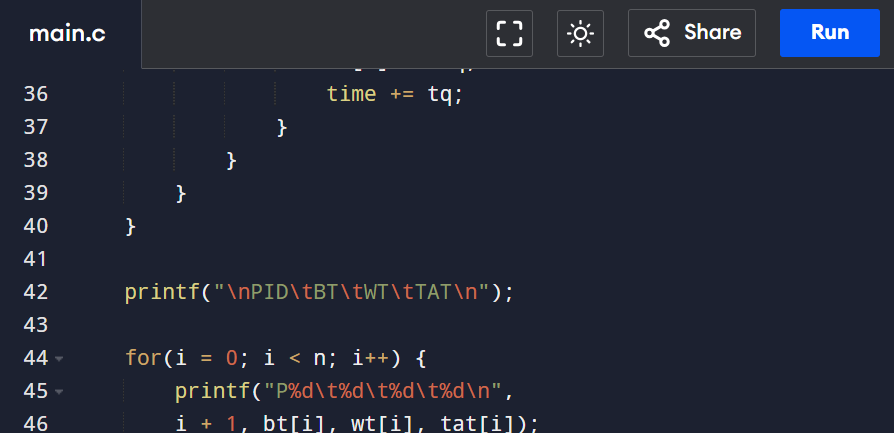 main.c
Share
Run
36 time += tq;
37 }
38 }
39 }
40 }
41
42 printf("\nPID\tBT\tWT\tTAT\n");
43
44 for(i = 0; i < n; i++) {
45 printf("P%d\t%d\t%d\t%d\n",
46 i + 1, bt[i], wt[i], tat[i]);